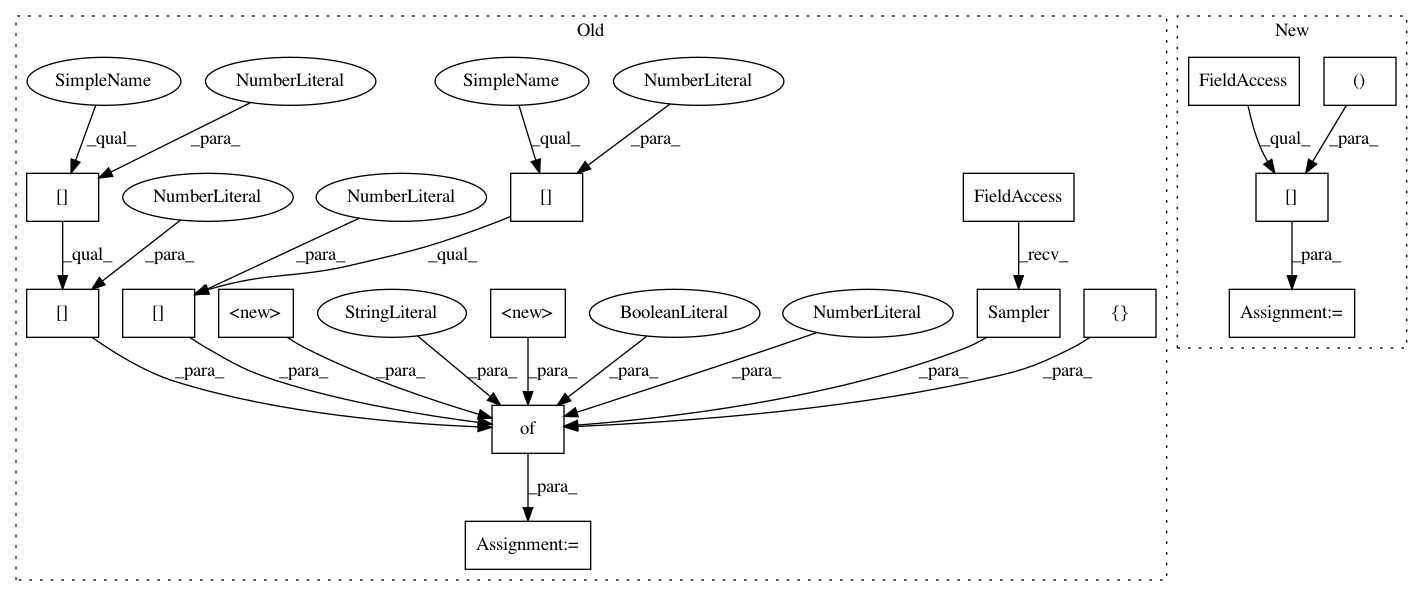 Old
New
SimpleName
NumberLiteral
SimpleName
NumberLiteral
FieldAccess
()
_qual_
_para_
_qual_
_para_
_qual_
_para_
[]
NumberLiteral
NumberLiteral
[]
FieldAccess
[]
_qual_
_para_
_para_
_qual_
_recv_
_para_
[]
[]
<new>
StringLiteral
<new>
BooleanLiteral
NumberLiteral
Sampler
{}
Assignment:=
_para_
_para_
_para_
_para_
_para_
_para_
_para_
_para_
_para_
of
_para_
Assignment:=